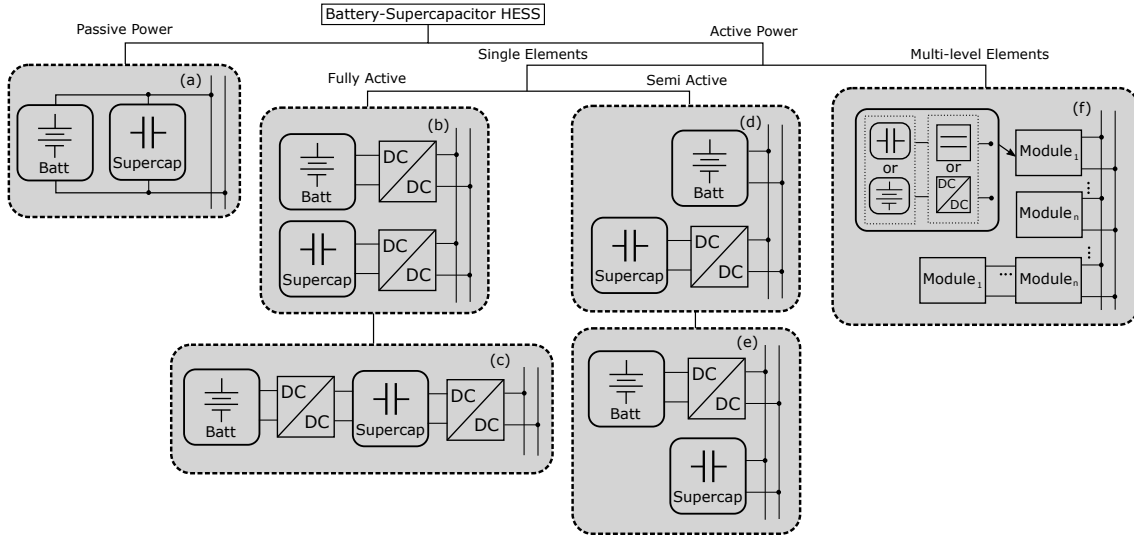 Battery-Supercapacitor HESS
Passive Power
Active Power
Single Elements
Multi-level Elements
Fully Active
Semi Active
(a)
Batt
Supercap
(b)
Batt
DC
DC
Supercap
DC
DC
(c)
Batt
DC
DC
Supercap
DC
DC
(d)
Batt
Supercap
DC
DC
(e)
Batt
DC
DC
Supercap
(f)
or
or
DC
DC
Module1
Modulen
Module1
Modulen